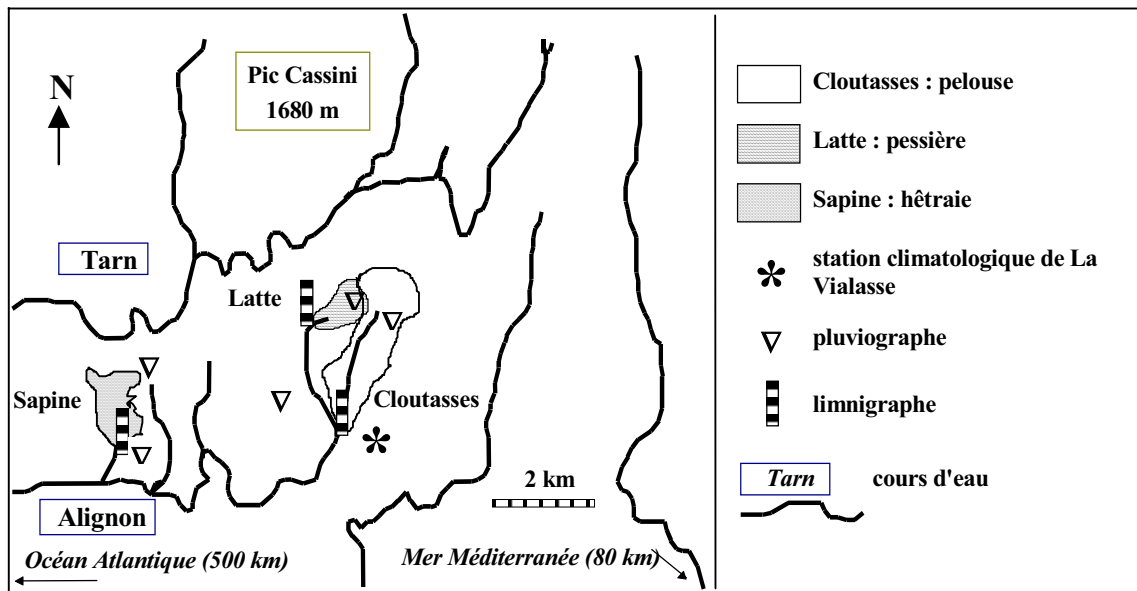 N
Pic Cassini
1680 m
Tarn
Latte
Sapine
Cloutasses
2 km
Alignon
Océan Atlantique (500 km)
Mer Méditerranée (80 km)
Cloutasses : pelouse
Latte : pessière
Sapine : hêtraie
station climatologique de La
Vialasse
pluviographe
limnigraphe
Tarn
cours d'eau